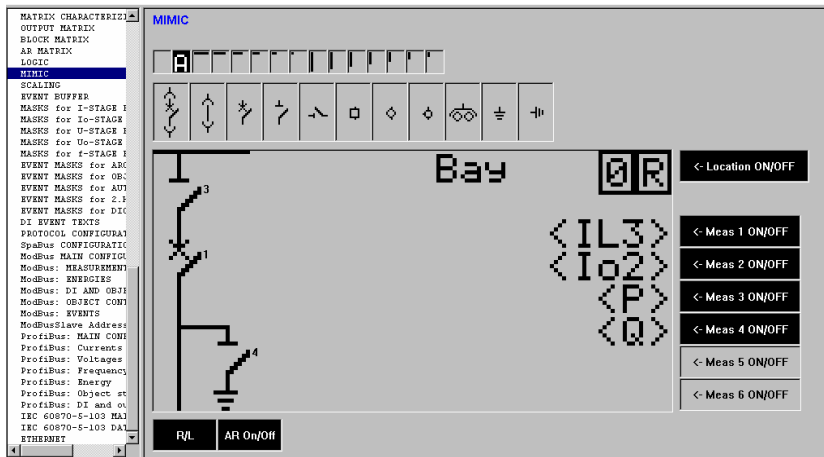 MATRIX CHARACTERIZI
OUTPUT MATRIX
BLOCK MATRIX
AR MATRIX
LOGIC
MIMIC
SCALING
EVENT BUFFER
MASKS for I-STAGE E
MASKS for Io-STAGE
MASKS for U-STAGE E
MASKS for Uo-STAGE
MASKS for f-STAGE E
EVENT MASKS for ARC
EVENT MASKS for OBJ
EVENT MASKS for AUT
EVENT MASKS for 2.H
EVENT MASKS for DIG
DI EVENT TEXTS
PROTOCOL CONFIGURAT
SpaBus CONFIGURATIO
ModBus MAIN CONFIGU
ModBus: MEASUREMENT
ModBus: ENERGIES
ModBus: DI AND OBJE
ModBus: OBJECT CONT
ModBus: EVENTS
ModBusSlave Address
ProfiBus: MAIN CONF
ProfiBus: Currents
ProfiBus: Voltages
ProfiBus: Frequency
ProfiBus: Energy
ProfiBus: Object st
ProfiBus: DI and ou
IEC 60870-5-103 MAI
IEC 60870-5-103 DAT
ETHERNET
MIMIC
A
Bay
0 R
<- Location ON/OFF
3
<IL3>
<- Meas 1 ON/OFF
1
<Io2>
<- Meas 2 ON/OFF
<P>
<- Meas 3 ON/OFF
<Q>
<- Meas 4 ON/OFF
4
<- Meas 5 ON/OFF
<- Meas 6 ON/OFF
R/L
AR On/Off